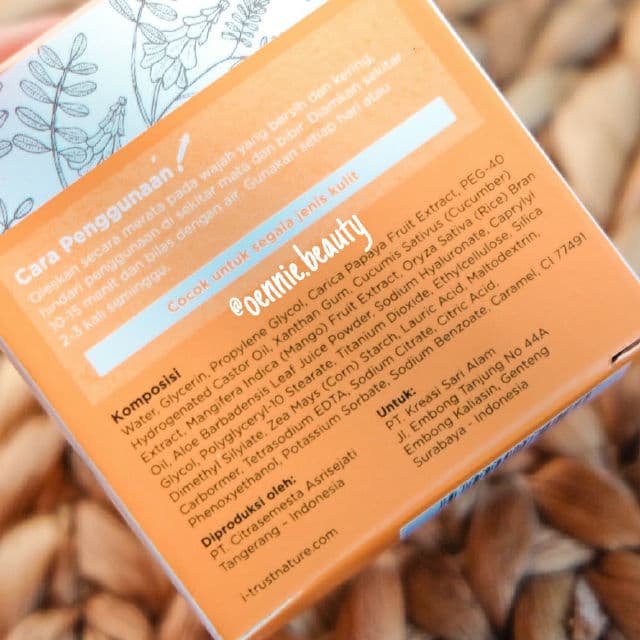 Cara Penggunaan
Oleskan secara merata pada wajah yang bersih dan kering,
hindari penggunaan di sekitar mata dan bibir. Diamkan sekitar
10-15 menit dan bilas dengan air. Gunakan setiap hari atau
2-3 kali seminggu.
Cocok untuk segala jenis kulit
@oennie.beauty
Komposisi
Water, Glycerin, Propylene Glycol, Carica Papaya Fruit Extract, PEG-40
Hydrogenated Castor Oil, Xanthan Gum, Cucumis Sativus (Cucumber)
Extract, Mangifera Indica (Mango) Fruit Extract, Oryza Sativa (Rice) Bran
Oil, Aloe Barbadensis Leaf Juice Powder, Sodium Hyaluronate, Caprylyl
Glycol, Polyglyceryl-10 Stearate, Titanium Dioxide, Ethylcellulose, Silica
Dimethyl Silylate, Zea Mays (Corn) Starch, Lauric Acid, Maltodextrin,
Carbormer, Tetrasodium EDTA, Sodium Citrate, Citric Acid,
Phenoxyethanol, Potassium Sorbate, Sodium Benzoate, Caramel, CI 77491
Diproduksi oleh:
PT. Citrasemesta Asrisejati
Tangerang - Indonesia
i-trustnature.com
Untuk:
PT. Kreasi Sari Alam
Jl. Embong Tanjung No 44A
Embong Kaliasin, Genteng
Surabaya - Indonesia